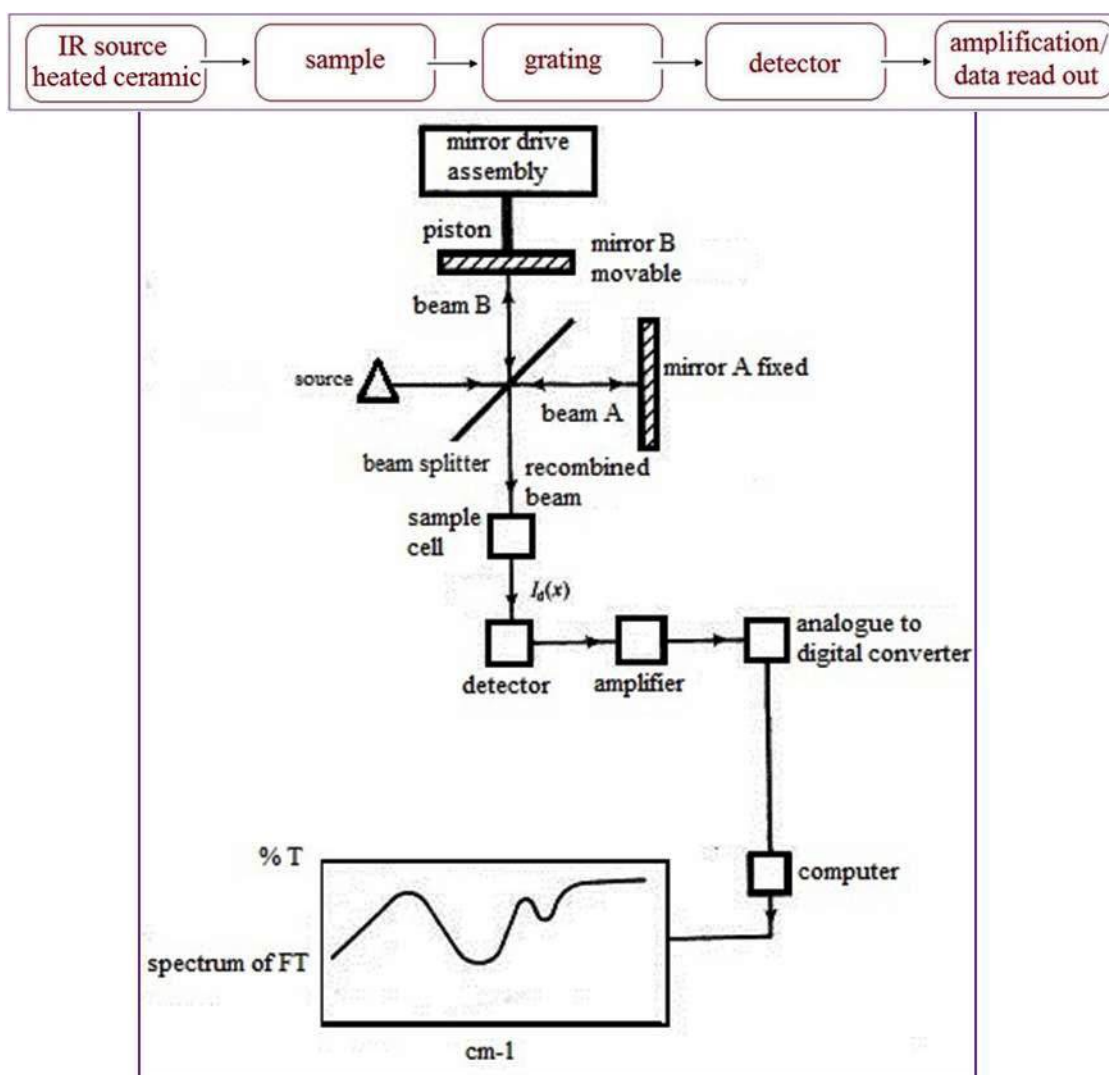 IR source
heated ceramic
sample
grating
detector
amplification/
data read out
mirror drive
assembly
piston
mirror B
movable
beam B
source
mirror A fixed
beam A
beam splitter
recombined
beam
sample
cell
I_d(x)
detector
amplifier
analogue to
digital converter
computer
% T
spectrum of FT
cm-1